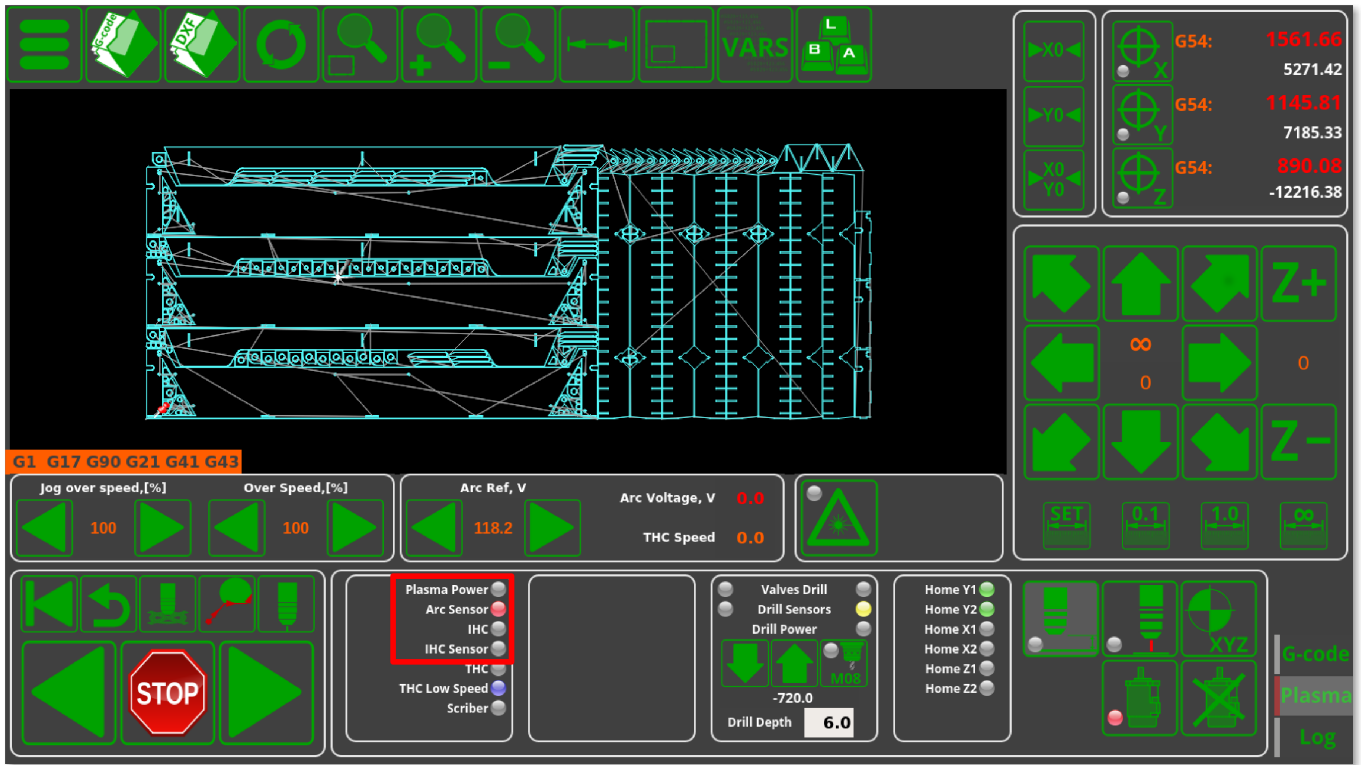 G-code
DXF
VARS
L
B
A
X0
Y0
X0
Y0
X
G54:
1561.66
5271.42
Y
G54:
1145.81
7185.33
Z
G54:
890.08
-12216.38
Z+
∞
0
0
Z-
SET
0.1
1.0
∞
G1 G17 G90 G21 G41 G43
Jog over speed,[%]
100
Over Speed,[%]
100
Arc Ref, V
118.2
Arc Voltage, V
0.0
THC Speed
0.0
STOP
Plasma Power
Arc Sensor
IHC
IHC Sensor
THC
THC Low Speed
Scriber
Valves Drill
Drill Sensors
Drill Power
M08
-720.0
Drill Depth
6.0
Home Y1
Home Y2
Home X1
Home X2
Home Z1
Home Z2
XYZ
G-code
Plasma
Log